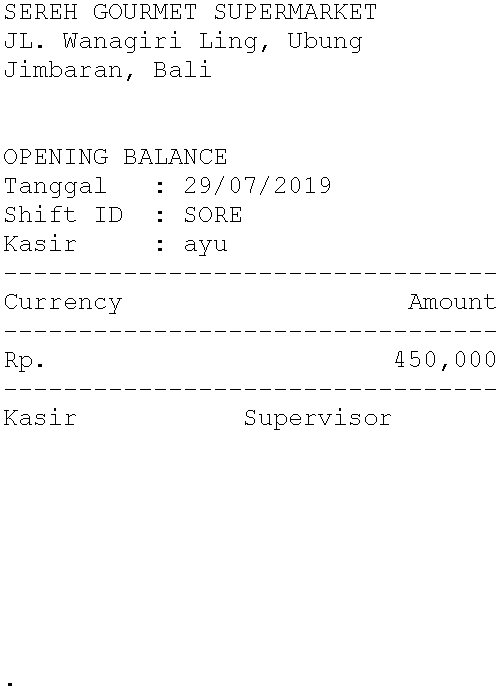 SEREH GOURMET SUPERMARKET
JL. Wanagiri Ling, Ubung
Jimbaran, Bali
OPENING BALANCE
Tanggal : 29/07/2019
Shift ID : SORE
Kasir : ayu
---------------------------------
Currency Amount
---------------------------------
Rp. 450,000
---------------------------------
Kasir Supervisor
.